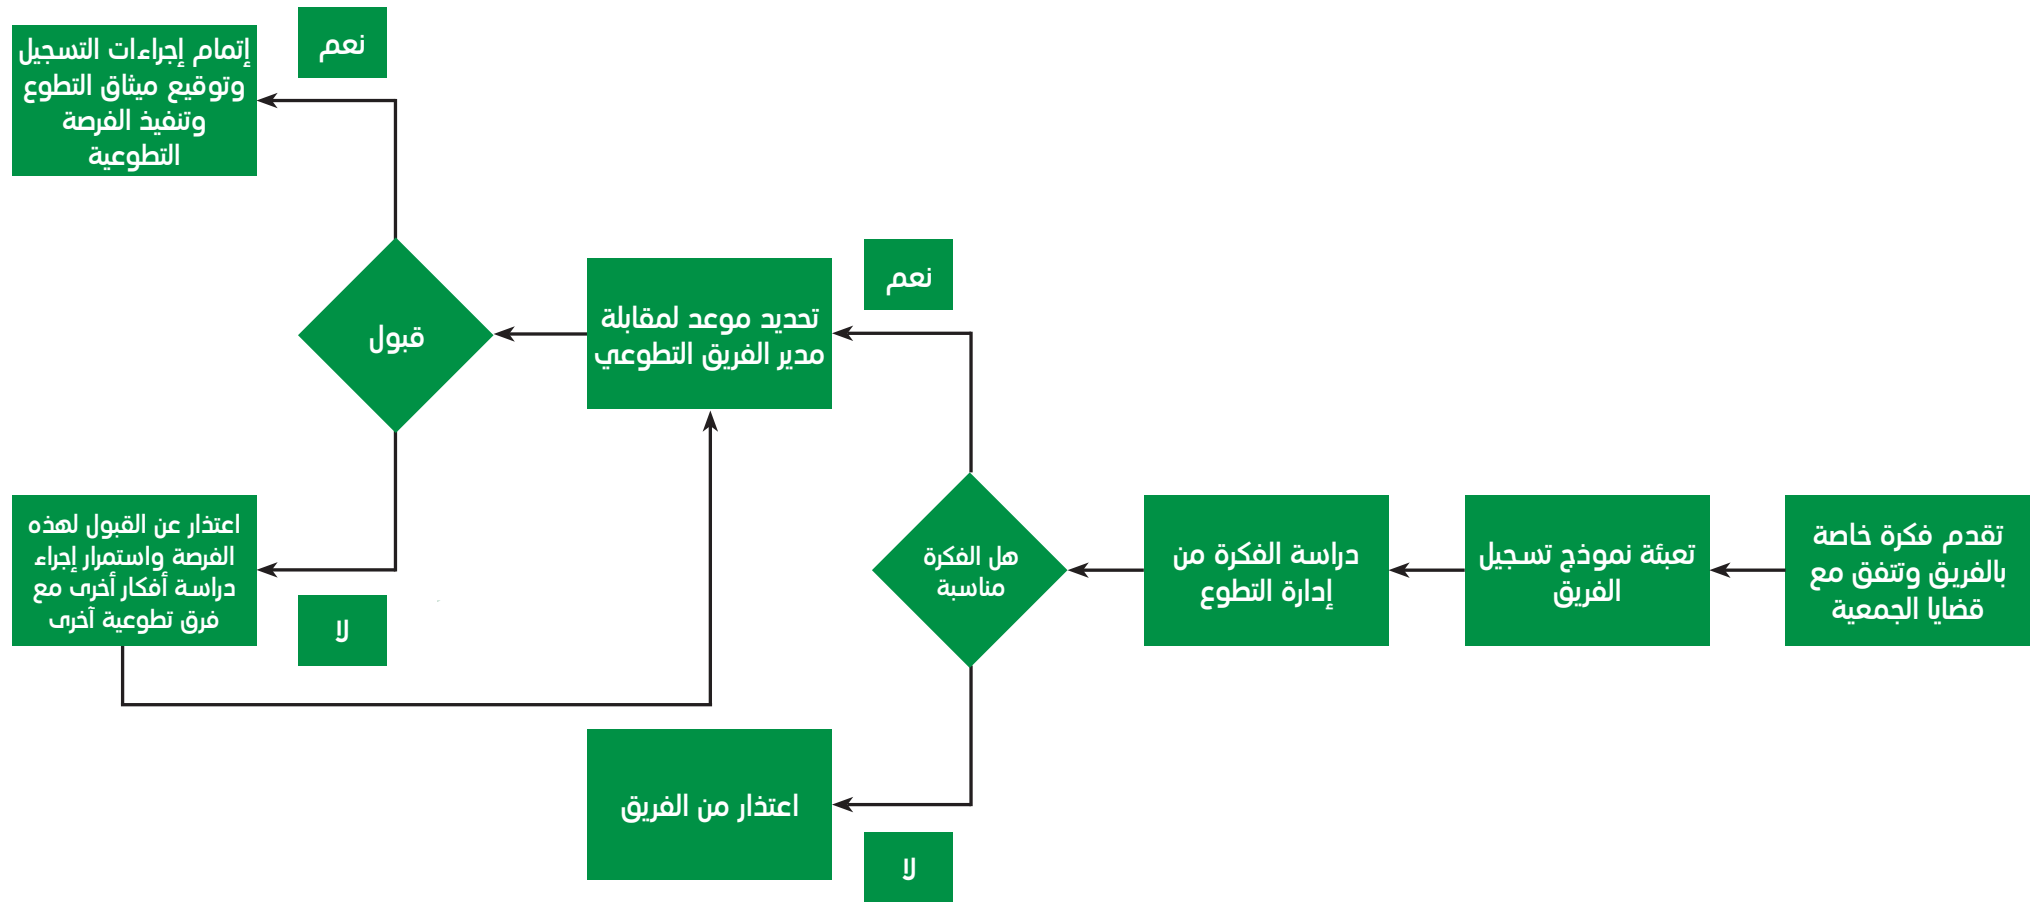 تقدم فكرة خاصة
بالفريق وتتفق مع
قضايا الجمعية
تعبئة نموذج تسجيل
الفريق
دراسة الفكرة من
إدارة التطوع
هل الفكرة
مناسبة
نعم
تحديد موعد لمقابلة
مدير الفريق التطوعي
لا
اعتذار من الفريق
قبول
نعم
إتمام إجراءات التسجيل
وتوقيع ميثاق التطوع
وتنفيذ الفرصة
التطوعية
لا
اعتذار عن القبول لهذه
الفرصة واستمرار إجراء
دراسة أفكار أخرى مع
فرق تطوعية آخرى